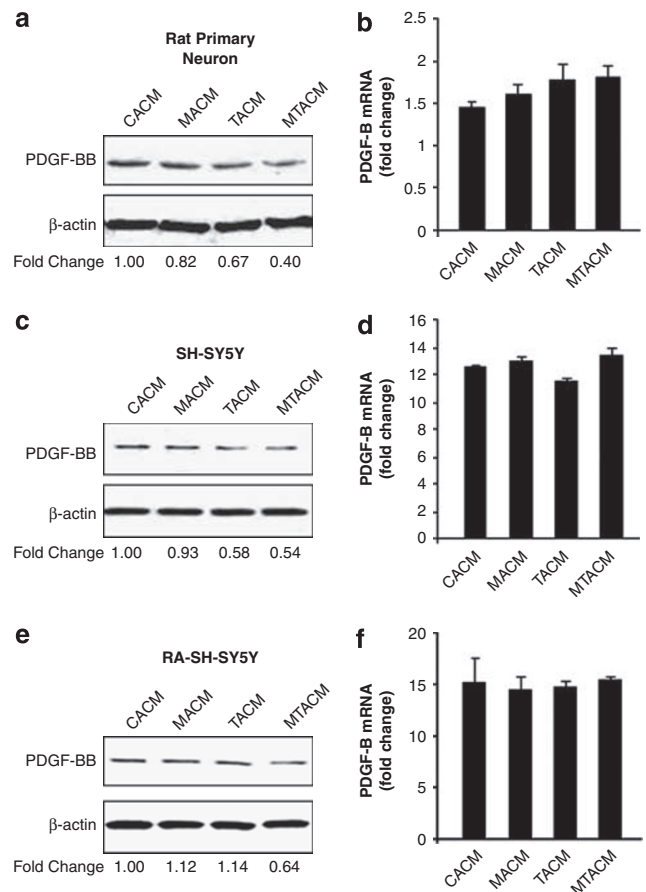 a
Rat Primary
Neuron
CACM MACM TACM MTACM
PDGF-BB
β-actin
Fold Change 1.00 0.82 0.67 0.40
b
PDGF-B mRNA
(fold change)
2.5
2
1.5
1
0.5
0
CACM MACM TACM MTACM
c
SH-SY5Y
CACM MACM TACM MTACM
PDGF-BB
β-actin
Fold Change 1.00 0.93 0.58 0.54
d
PDGF-B mRNA
(fold change)
16
14
12
10
8
6
4
2
0
CACM MACM TACM MTACM
e
RA-SH-SY5Y
CACM MACM TACM MTACM
PDGF-BB
β-actin
Fold Change 1.00 1.12 1.14 0.64
f
PDGF-B mRNA
(fold change)
20
15
10
5
0
CACM MACM TACM MTACM